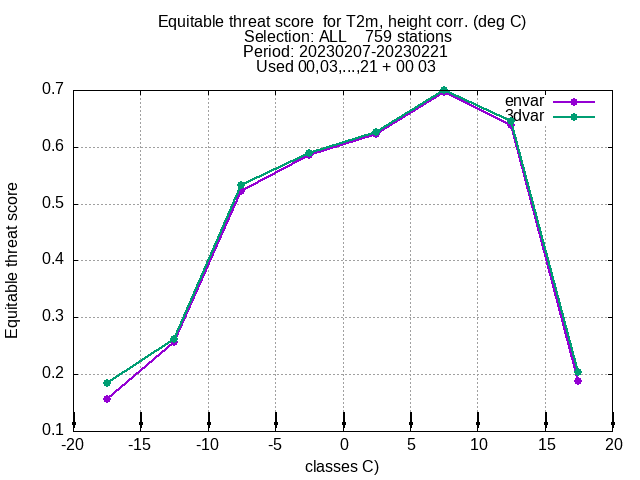 Equitable threat score  for T2m, height corr. (deg C)
Selection: ALL    759 stations
Period: 20230207-20230221
Used 00,03,...,21 + 00 03
envar
3dvar
Equitable threat score
0.7
0.6
0.5
0.4
0.3
0.2
0.1
-20 -15 -10 -5 0 5 10 15 20
classes C)